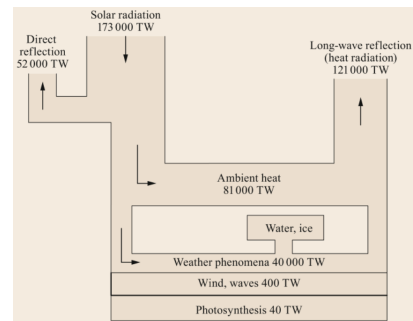 Solar radiation
173 000 TW
Direct
reflection
52 000 TW
Long-wave reflection
(heat radiation)
121 000 TW
Ambient heat
81 000 TW
Water, ice
Weather phenomena 40 000 TW
Wind, waves 400 TW
Photosynthesis 40 TW